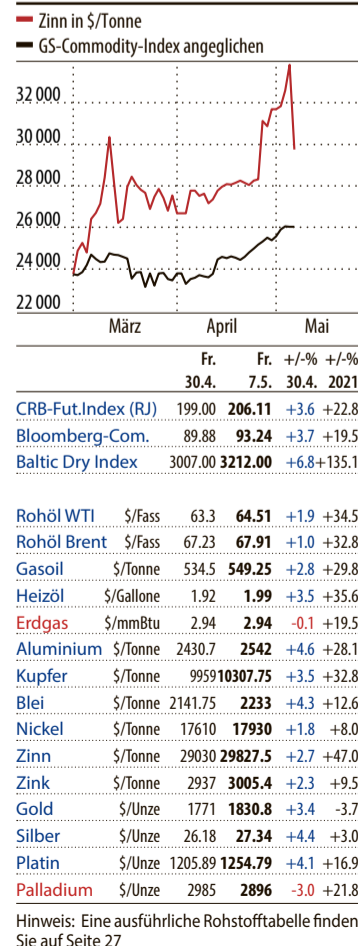 Zinn in $/Tonne
GS-Commodity-Index angeglichen
32 000
30 000
28 000
26 000
24 000
22 000
März April Mai
Fr. Fr. +/-% +/-%
30.4. 7.5. 30.4. 2021
CRB-Fut.Index (RJ) 199.00 206.11 +3.6 +22.8
Bloomberg-Com. 89.88 93.24 +3.7 +19.5
Baltic Dry Index 3007.00 3212.00 +6.8 +135.1
Rohöl WTI $/Fass 63.3 64.51 +1.9 +34.5
Rohöl Brent $/Fass 67.23 67.91 +1.0 +32.8
Gasoil $/Tonne 534.5 549.25 +2.8 +29.8
Heizöl $/Gallone 1.92 1.99 +3.5 +35.6
Erdgas $/mmBtu 2.94 2.94 -0.1 +19.5
Aluminium $/Tonne 2430.7 2542 +4.6 +28.1
Kupfer $/Tonne 9959 10307.75 +3.5 +32.8
Blei $/Tonne 2141.75 2233 +4.3 +12.6
Nickel $/Tonne 17610 17930 +1.8 +8.0
Zinn $/Tonne 29030 29827.5 +2.7 +47.0
Zink $/Tonne 2937 3005.4 +2.3 +9.5
Gold $/Unze 1771 1830.8 +3.4 -3.7
Silber $/Unze 26.18 27.34 +4.4 +3.0
Platin $/Unze 1205.89 1254.79 +4.1 +16.9
Palladium $/Unze 2985 2896 -3.0 +21.8
Hinweis: Eine ausführliche Rohstofftabelle finden
Sie auf Seite 27